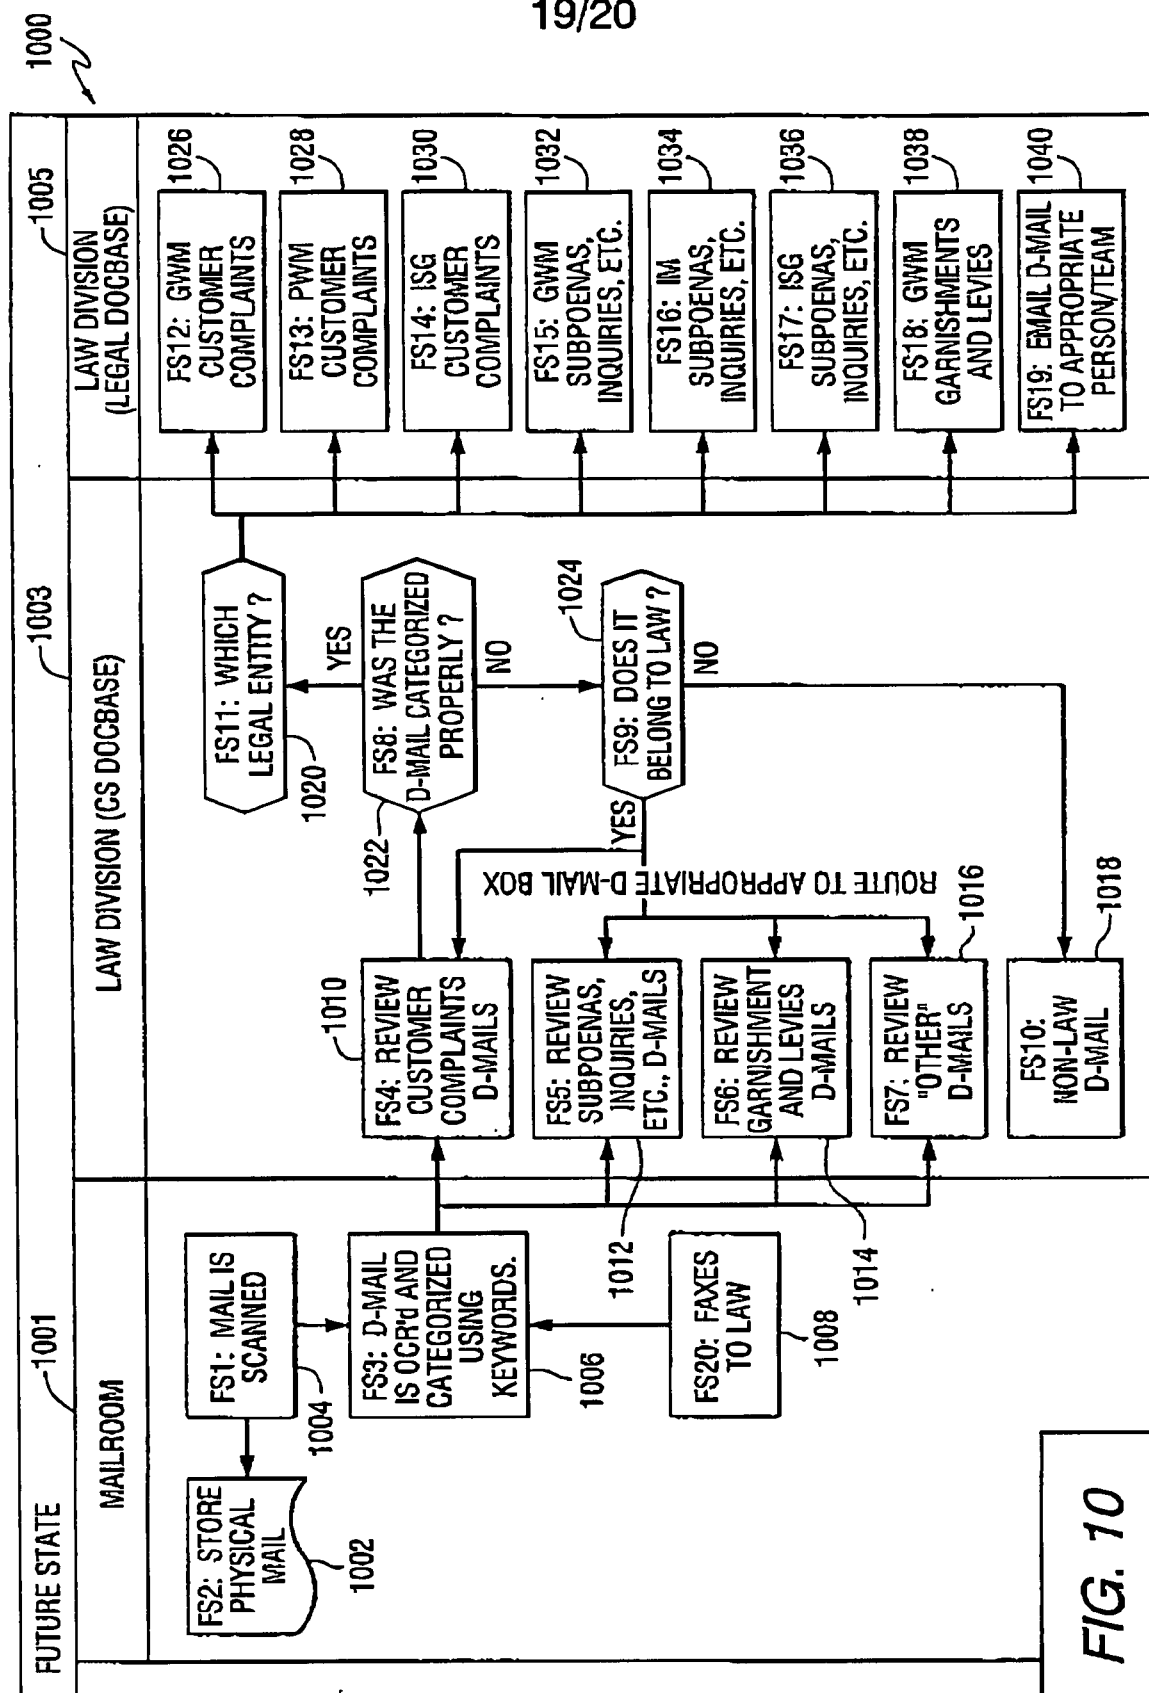 19/20
1000
FUTURE STATE
1001
1003
1005
MAILROOM
LAW DIVISION (CS DOCBASE)
LAW DIVISION
(LEGAL DOCBASE)
FS2: STORE
PHYSICAL
MAIL
1002
FS1: MAIL IS
SCANNED
1004
FS3: D-MAIL
IS OCR'd AND
CATEGORIZED
USING
KEYWORDS.
1006
FS20: FAXES
TO LAW
1008
1010
FS4: REVIEW
CUSTOMER
COMPLAINTS
D-MAILS
FS5: REVIEW
SUBPOENAS,
INQUIRIES,
ETC., D-MAILS
1012
FS6: REVIEW
GARNISHMENT
AND LEVIES
D-MAILS
1014
FS7: REVIEW
"OTHER"
D-MAILS
1016
FS10:
NON-LAW
D-MAIL
1018
FS11: WHICH
LEGAL ENTITY ?
1020
YES
FS8: WAS THE
D-MAIL CATEGORIZED
PROPERLY ?
1022
NO
FS9: DOES IT
BELONG TO LAW ?
1024
YES
NO
ROUTE TO APPROPRIATE D-MAIL BOX
FS12: GWM
CUSTOMER
COMPLAINTS
1026
FS13: PWM
CUSTOMER
COMPLAINTS
1028
FS14: ISG
CUSTOMER
COMPLAINTS
1030
FS15: GWM
SUBPOENAS,
INQUIRIES, ETC.
1032
FS16: IM
SUBPOENAS,
INQUIRIES, ETC.
1034
FS17: ISG
SUBPOENAS,
INQUIRIES, ETC.
1036
FS18: GWM
GARNISHMENTS
AND LEVIES
1038
FS19: EMAIL D-MAIL
TO APPROPRIATE
PERSON/TEAM
1040
FIG. 10